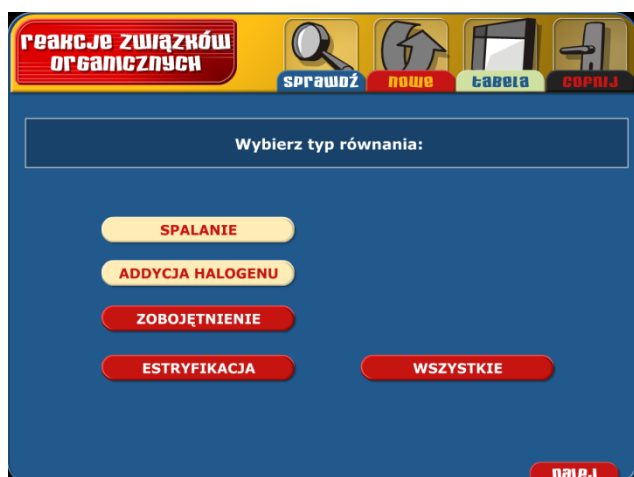 reakcje związków
organicznych
sprawdź
nowe
tabela
cofnij
Wybierz typ równania:
SPALANIE
ADDYCJA HALOGENU
ZOBOJĘTNIENIE
ESTRYFIKACJA
WSZYSTKIE
dalej